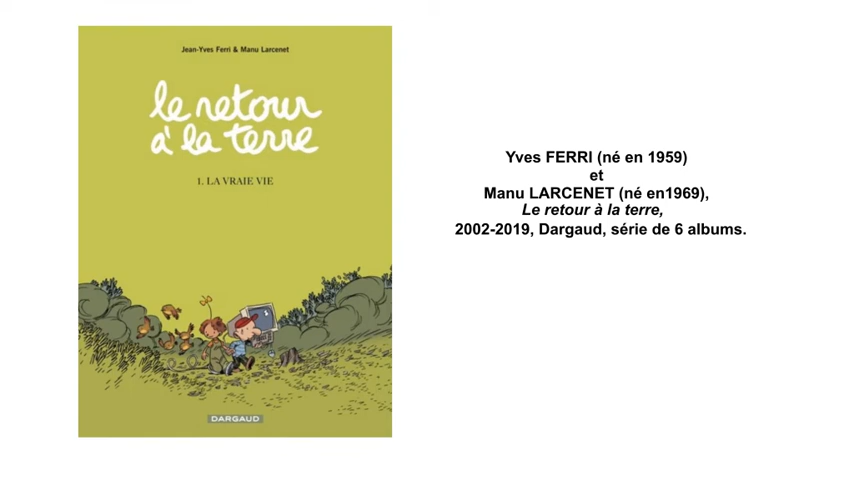 Jean-Yves Ferri & Manu Larcenet
le retour
à la terre
1. LA VRAIE VIE
DARGAUD
Yves FERRI (né en 1959)
et
Manu LARCENET (né en1969),
Le retour à la terre,
2002-2019, Dargaud, série de 6 albums.